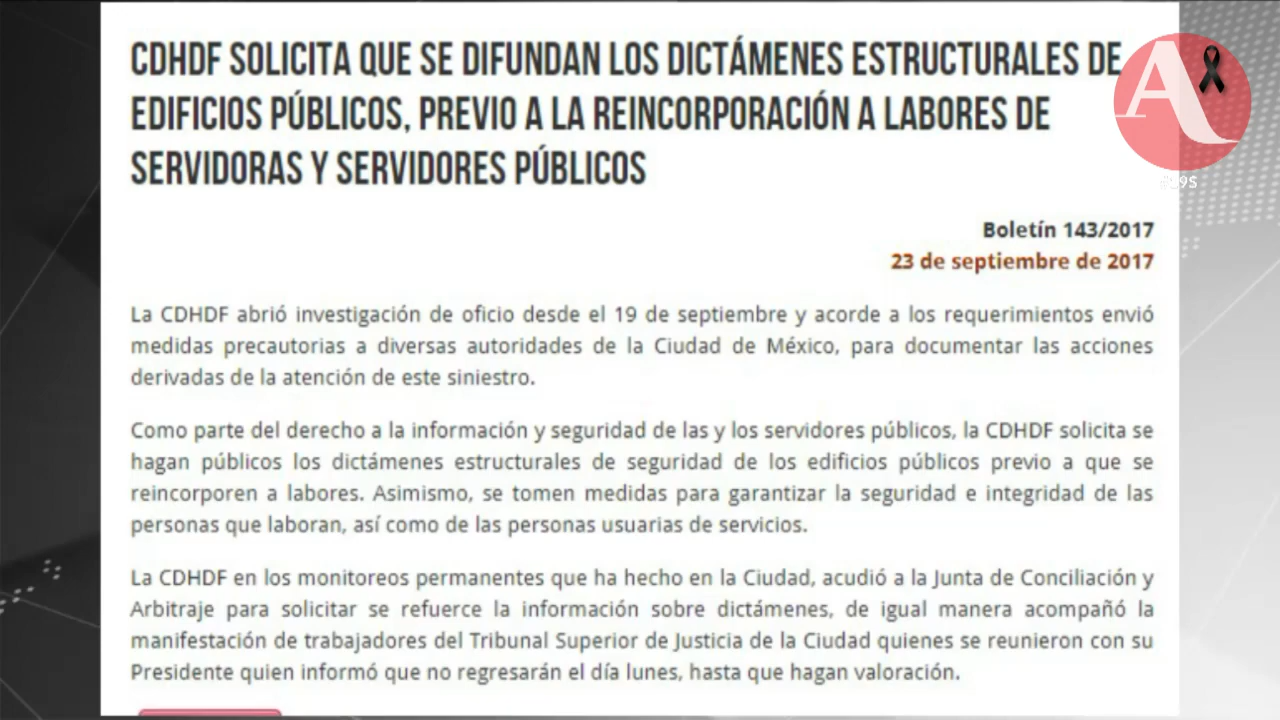 CDHDF SOLICITA QUE SE DIFUNDAN LOS DICTÁMENES ESTRUCTURALES DE
EDIFICIOS PÚBLICOS, PREVIO A LA REINCORPORACIÓN A LABORES DE
SERVIDORAS Y SERVIDORES PÚBLICOS
A
Boletín 143/2017
23 de septiembre de 2017
La CDHDF abrió investigación de oficio desde el 19 de septiembre y acorde a los requerimientos envió
medidas precautorias a diversas autoridades de la Ciudad de México, para documentar las acciones
derivadas de la atención de este siniestro.
Como parte del derecho a la información y seguridad de las y los servidores públicos, la CDHDF solicita se
hagan públicos los dictámenes estructurales de seguridad de los edificios públicos previo a que se
reincorporen a labores. Asimismo, se tomen medidas para garantizar la seguridad e integridad de las
personas que laboran, así como de las personas usuarias de servicios.
La CDHDF en los monitoreos permanentes que ha hecho en la Ciudad, acudió a la Junta de Conciliación y
Arbitraje para solicitar se refuerce la información sobre dictámenes, de igual manera acompañó la
manifestación de trabajadores del Tribunal Superior de Justicia de la Ciudad quienes se reunieron con su
Presidente quien informó que no regresarán el día lunes, hasta que hagan valoración.